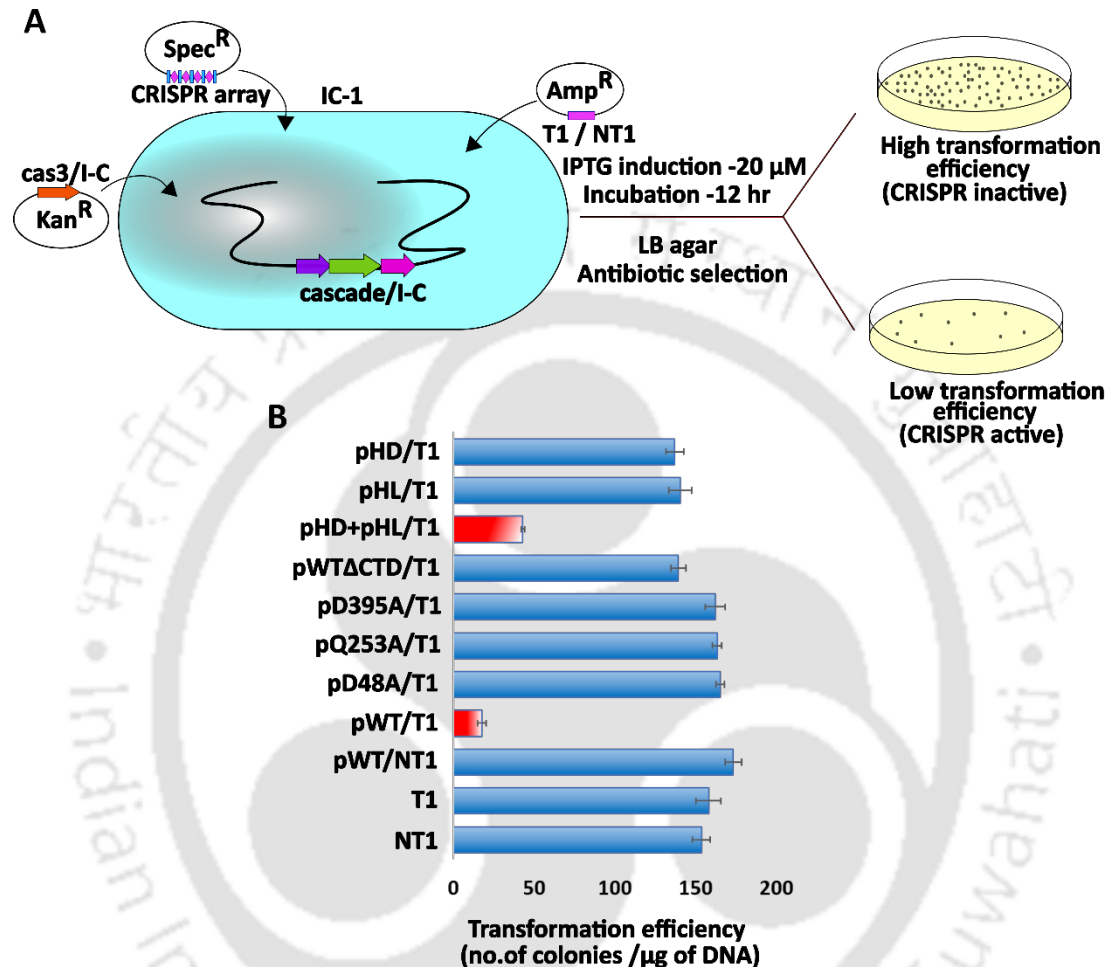 A
Spec^R
CRISPR array
IC-1
Amp^R
T1 / NT1
cas3/I-C
Kan^R
cascade/I-C
IPTG induction -20 μM
Incubation -12 hr
LB agar
Antibiotic selection
High transformation
efficiency
(CRISPR inactive)
Low transformation
efficiency
(CRISPR active)
B
pHD/T1
pHL/T1
pHD+pHL/T1
pWTΔCTD/T1
pD395A/T1
pQ253A/T1
pD48A/T1
pWT/T1
pWT/NT1
T1
NT1
0 50 100 150 200
Transformation efficiency
(no.of colonies /μg of DNA)
Indian In
uwahati